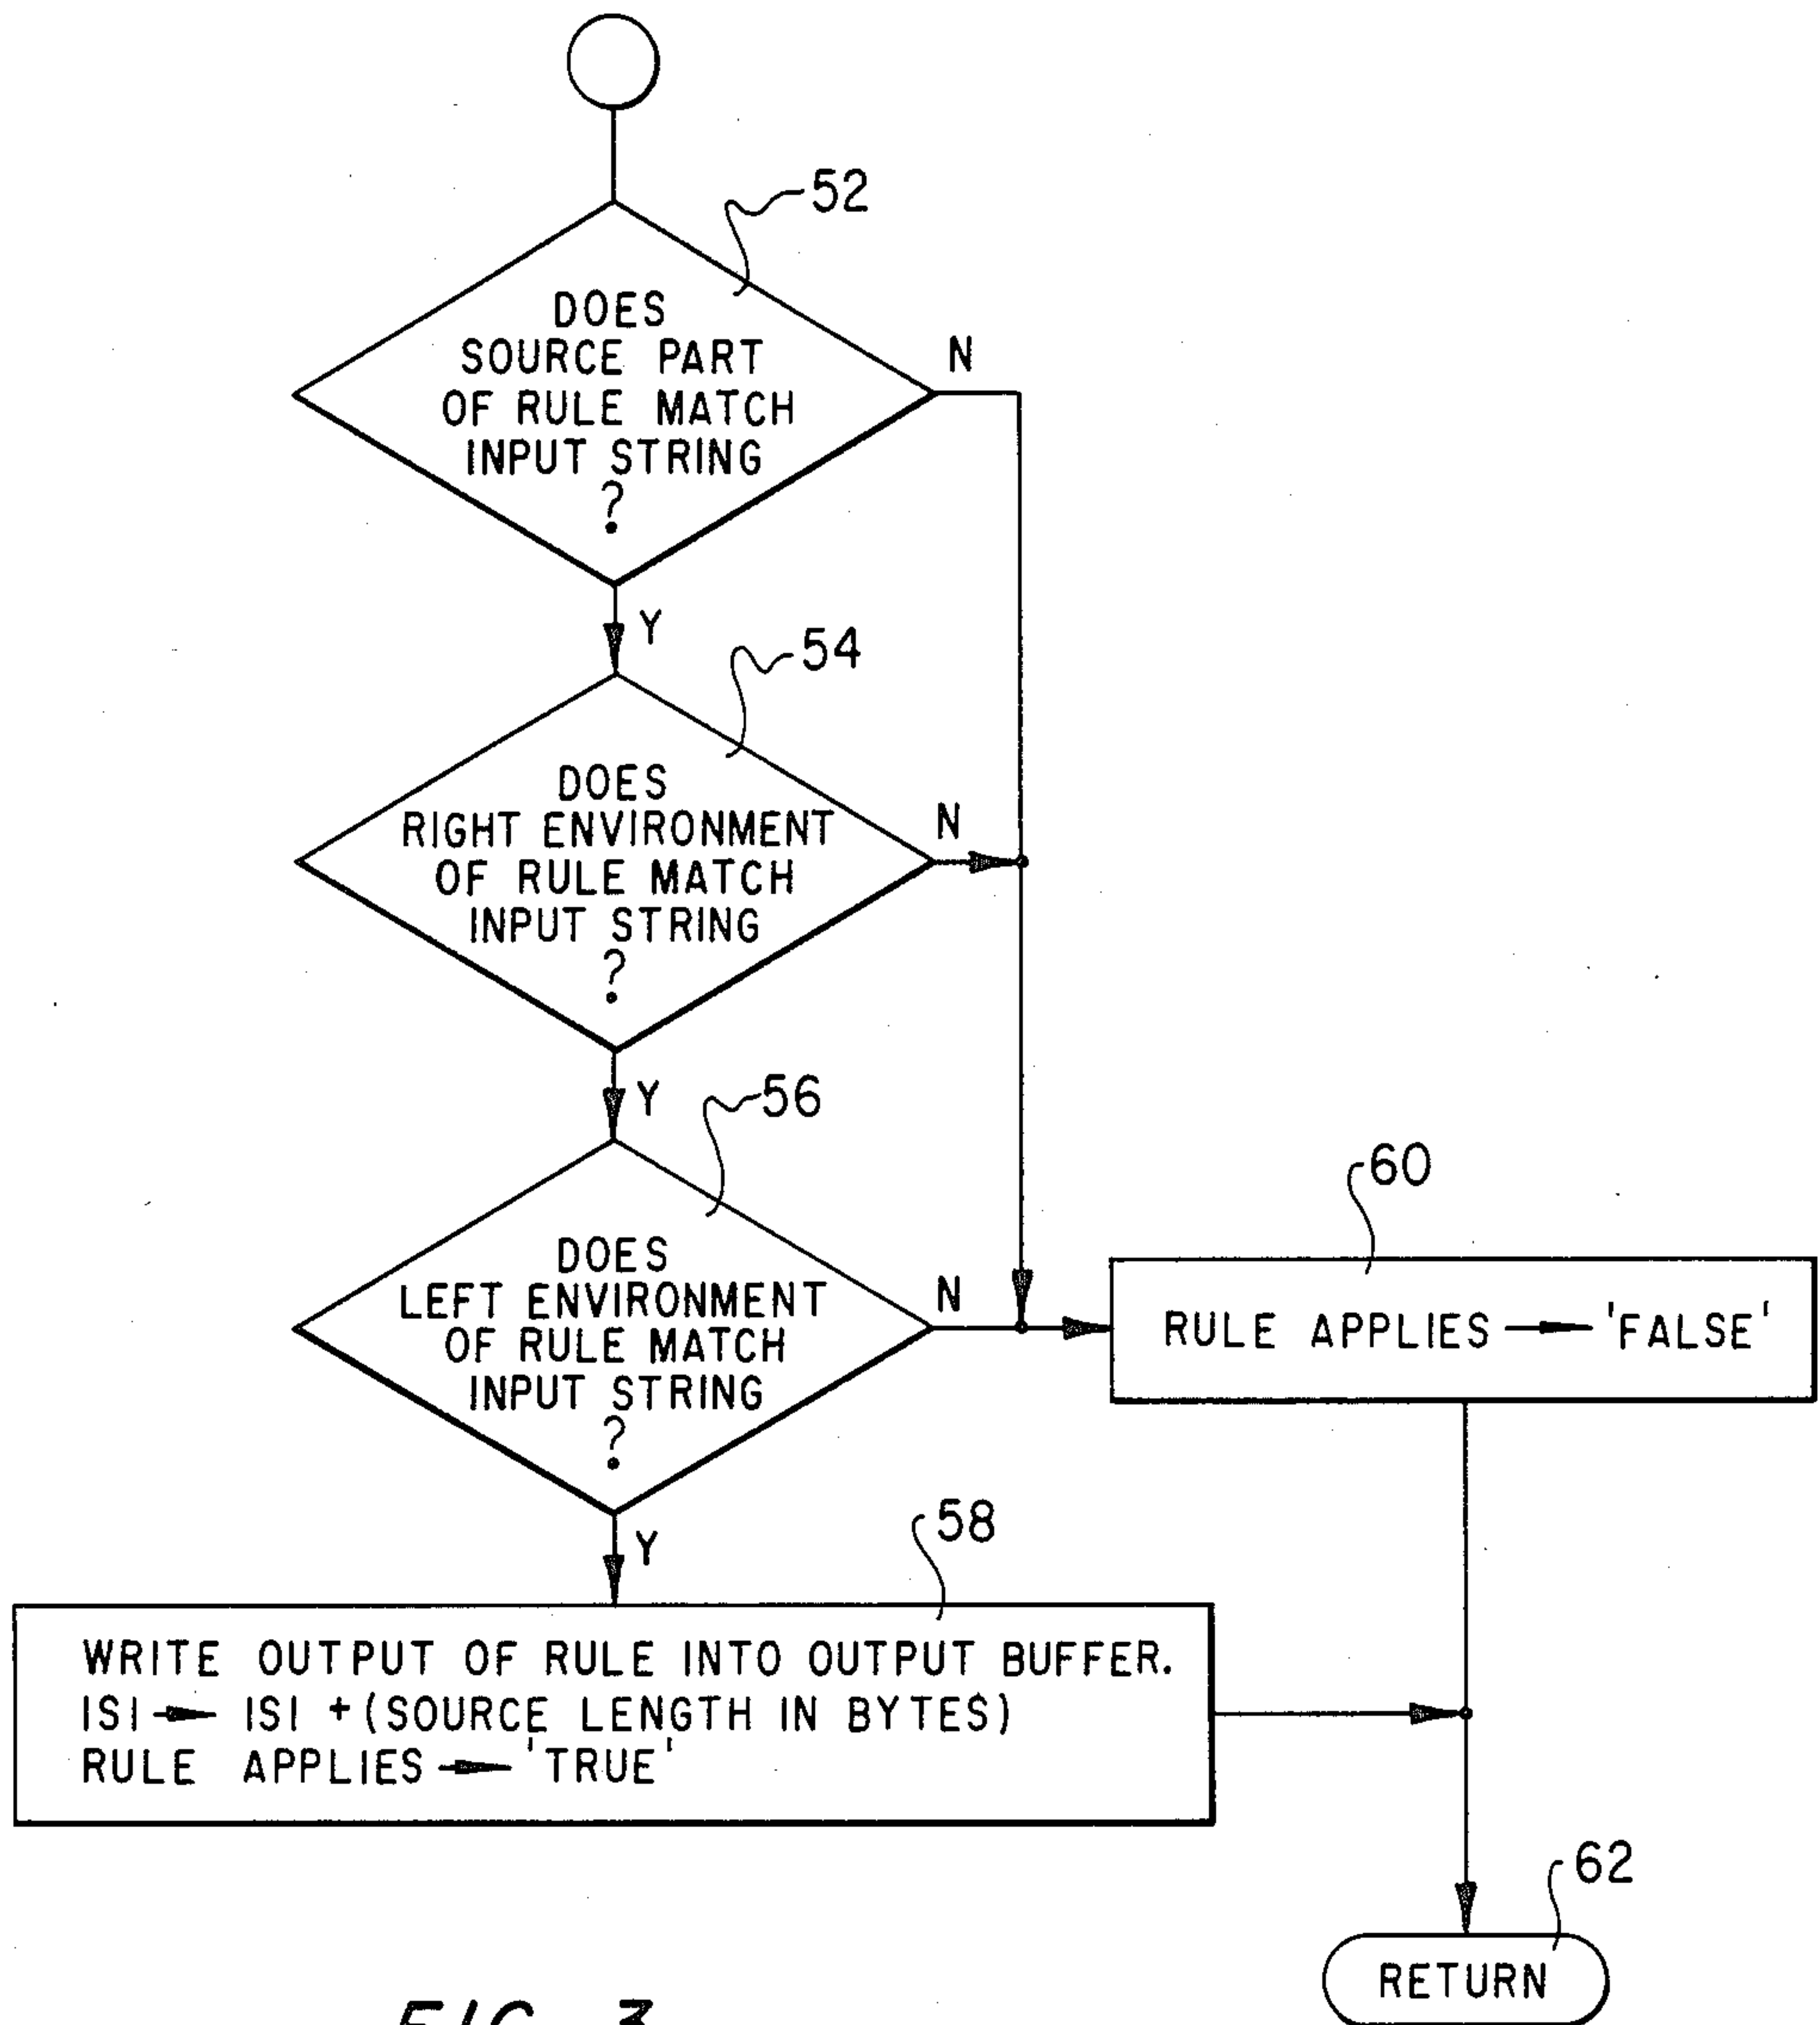 52
DOES
SOURCE PART
OF RULE MATCH
INPUT STRING
?
N
Y
54
DOES
RIGHT ENVIRONMENT
OF RULE MATCH
INPUT STRING
?
N
Y
56
DOES
LEFT ENVIRONMENT
OF RULE MATCH
INPUT STRING
?
N
60
RULE APPLIES → 'FALSE'
Y
58
WRITE OUTPUT OF RULE INTO OUTPUT BUFFER.
ISI → ISI + (SOURCE LENGTH IN BYTES)
RULE APPLIES → 'TRUE'
62
RETURN
FIG. 3